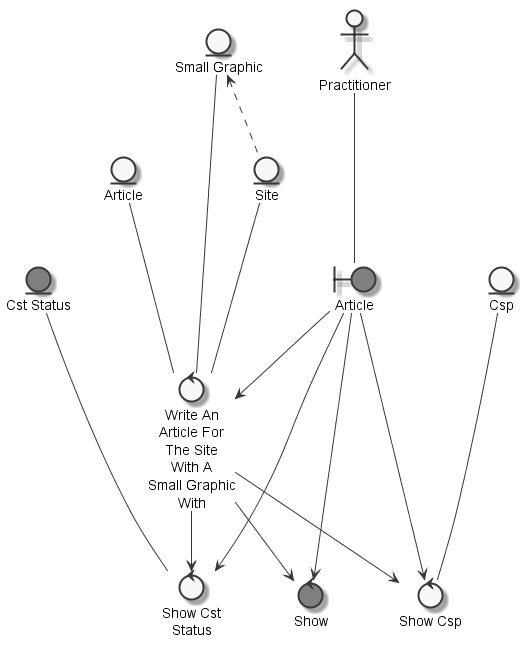 Small Graphic
Practitioner
Article
Site
Cst Status
Article
Csp
Write An
Article For
The Site
With A
Small Graphic
With
Show Cst
Status
Show
Show Csp